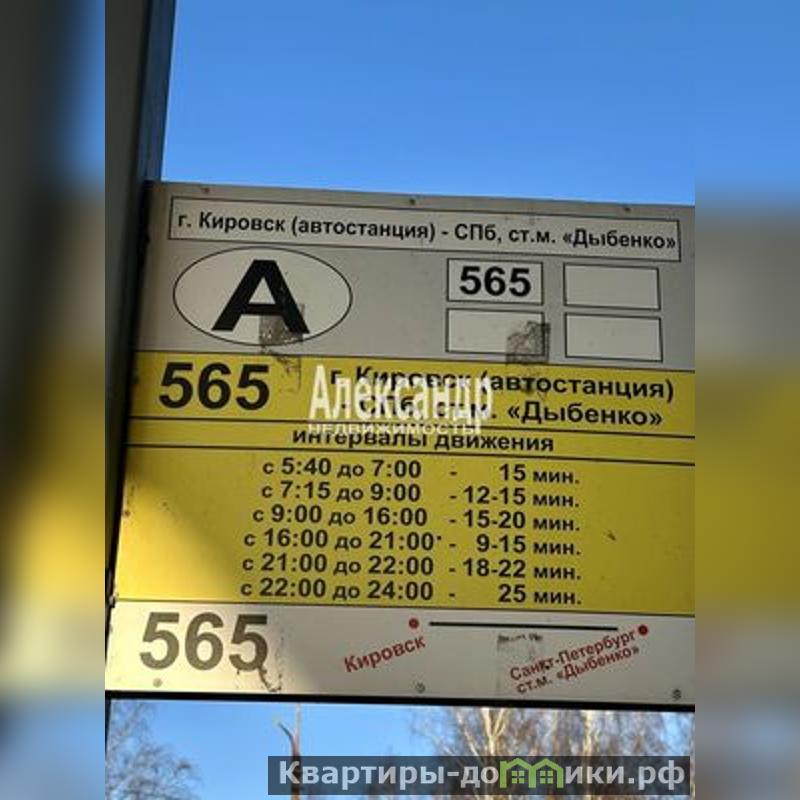 г. Кировск (автостанция) - СПб, ст.м. «Дыбенко»
А
565
565
г. Кировск (автостанция)
- СПб, ст.м. «Дыбенко»
Александр
НЕДВИЖИМОСТЬ
интервалы движения
с 5:40 до 7:00 - 15 мин.
с 7:15 до 9:00 - 12-15 мин.
с 9:00 до 16:00 - 15-20 мин.
с 16:00 до 21:00 - 9-15 мин.
с 21:00 до 22:00 - 18-22 мин.
с 22:00 до 24:00 - 25 мин.
565
Кировск
Санкт-Петербург
ст.м. «Дыбенко»
Квартиры-домики.рф